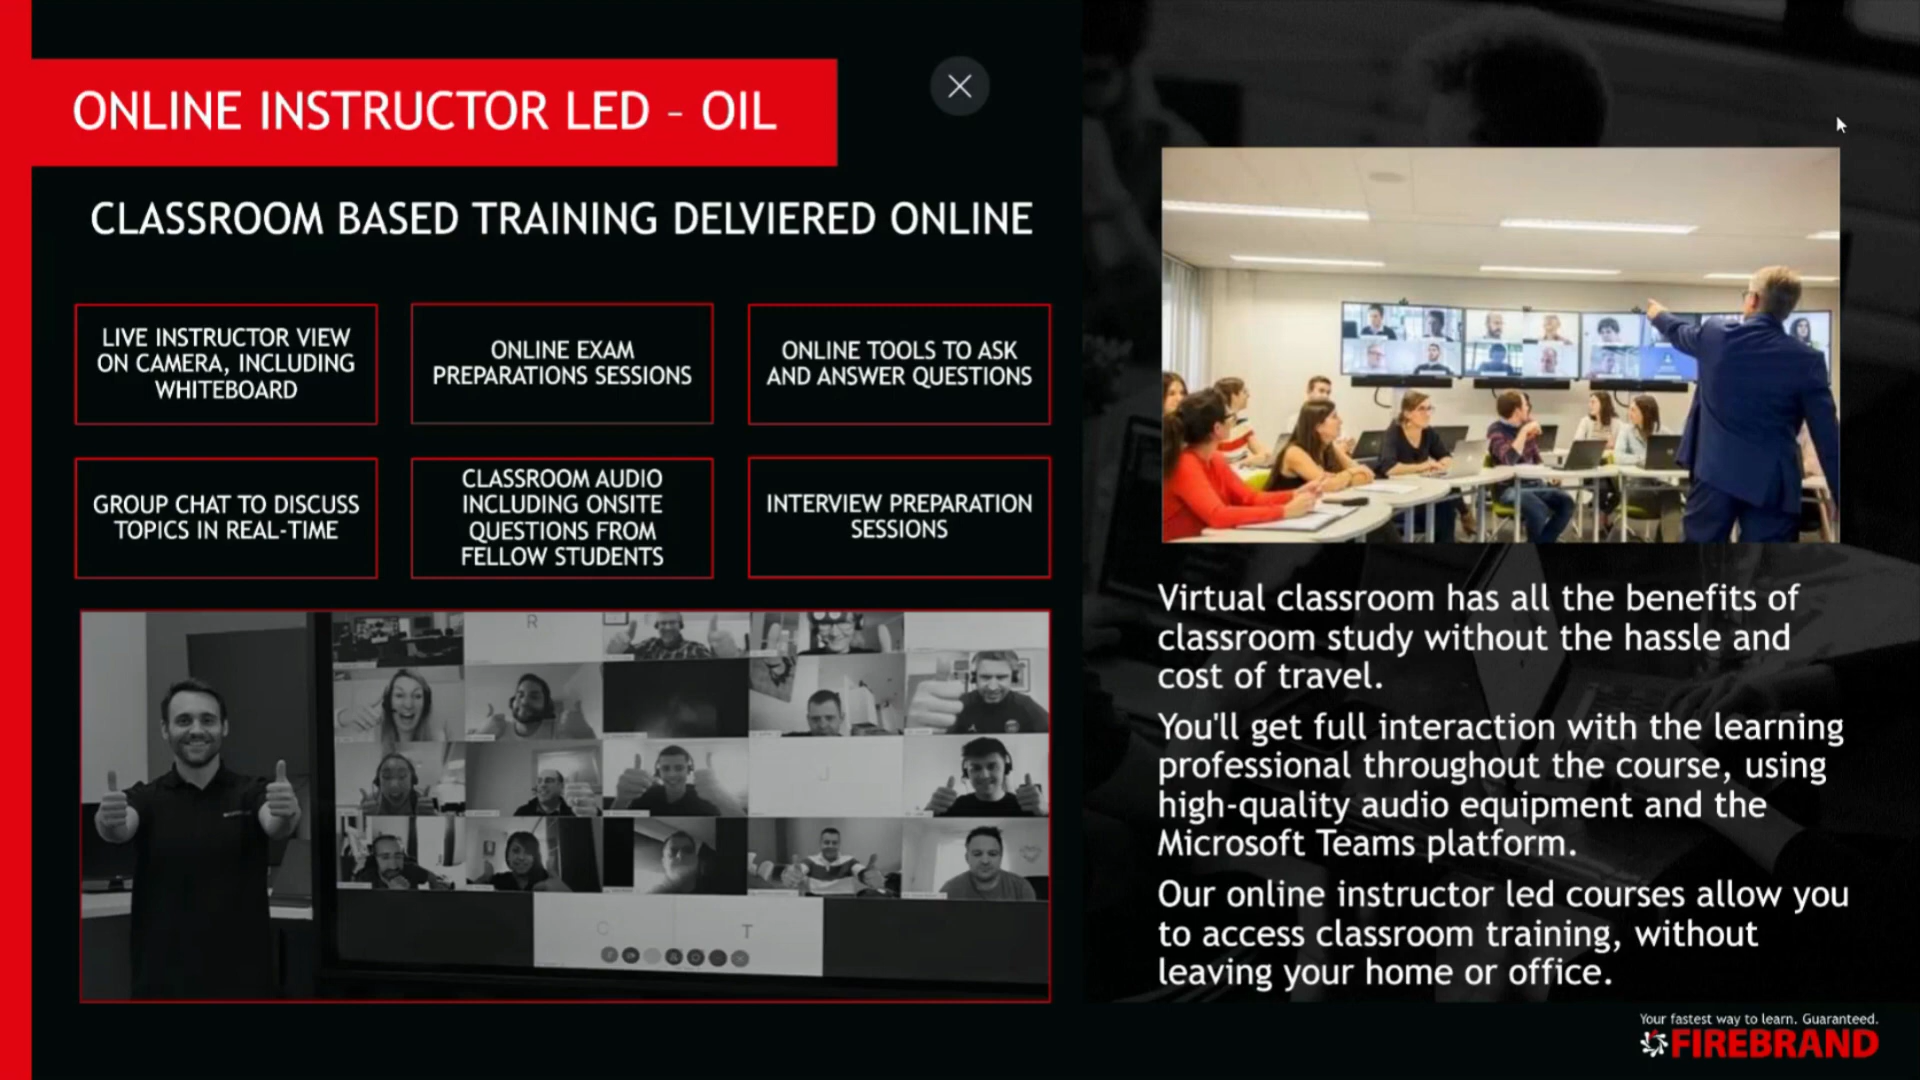 ONLINE INSTRUCTOR LED - OIL
CLASSROOM BASED TRAINING DELVIERED ONLINE
LIVE INSTRUCTOR VIEW
ON CAMERA, INCLUDING
WHITEBOARD
ONLINE EXAM
PREPARATIONS SESSIONS
ONLINE TOOLS TO ASK
AND ANSWER QUESTIONS
GROUP CHAT TO DISCUSS
TOPICS IN REAL-TIME
CLASSROOM AUDIO
INCLUDING ONSITE
QUESTIONS FROM
FELLOW STUDENTS
INTERVIEW PREPARATION
SESSIONS
R
J
C
T
Virtual classroom has all the benefits of
classroom study without the hassle and
cost of travel.
You'll get full interaction with the learning
professional throughout the course, using
high-quality audio equipment and the
Microsoft Teams platform.
Our online instructor led courses allow you
to access classroom training, without
leaving your home or office.
Your fastest way to learn. Guaranteed.
FIREBRAND